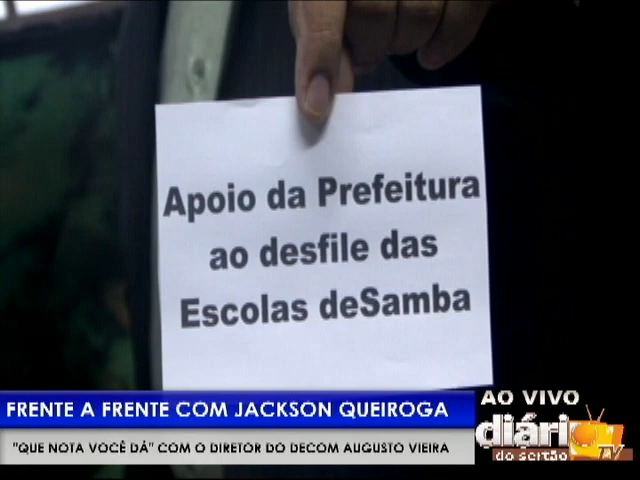 Apoio da Prefeitura
ao desfile das
Escolas deSamba
FRENTE A FRENTE COM JACKSON QUEIROGA
"QUE NOTA VOCÊ DÁ" COM O DIRETOR DO DECOM AUGUSTO VIEIRA
AO VIVO
diário
do sertão
TV